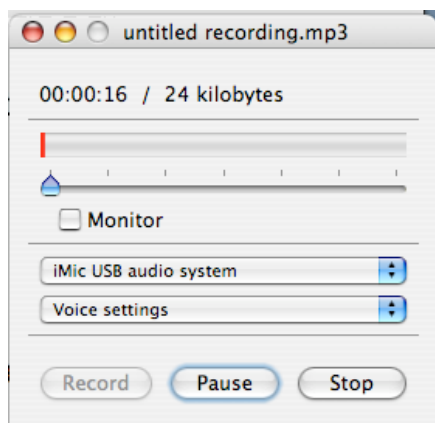 untitled recording.mp3
00:00:16 / 24 kilobytes
Monitor
iMic USB audio system
Voice settings
Record Pause Stop